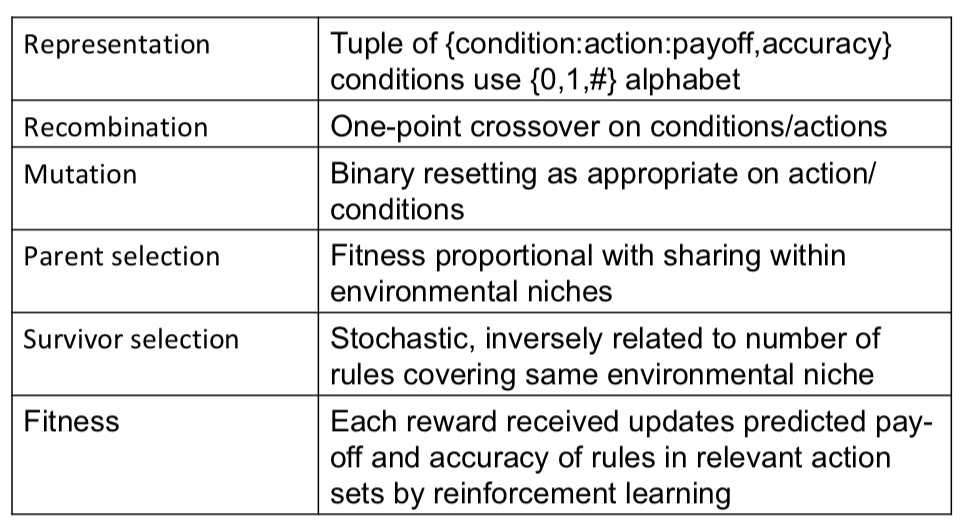 Representation
Tuple of {condition:action:payoff,accuracy}
conditions use {0,1,#} alphabet
Recombination
One-point crossover on conditions/actions
Mutation
Binary resetting as appropriate on action/
conditions
Parent selection
Fitness proportional with sharing within
environmental niches
Survivor selection
Stochastic, inversely related to number of
rules covering same environmental niche
Fitness
Each reward received updates predicted pay-
off and accuracy of rules in relevant action
sets by reinforcement learning